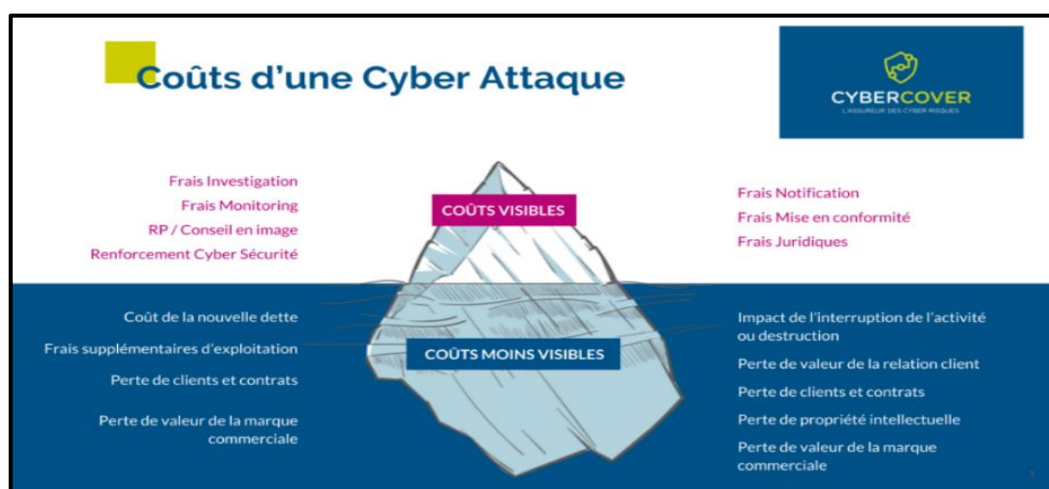 Coûts d'une Cyber Attaque
CYBERCOVER
L'ASSUREUR DES CYBER RISQUES
Frais Investigation
Frais Monitoring
RP / Conseil en image
Renforcement Cyber Sécurité
COÛTS VISIBLES
Frais Notification
Frais Mise en conformité
Frais Juridiques
Coût de la nouvelle dette
Frais supplémentaires d'exploitation
Perte de clients et contrats
Perte de valeur de la marque
commerciale
COÛTS MOINS VISIBLES
Impact de l'interruption de l'activité
ou destruction
Perte de valeur de la relation client
Perte de clients et contrats
Perte de propriété intellectuelle
Perte de valeur de la marque
commerciale